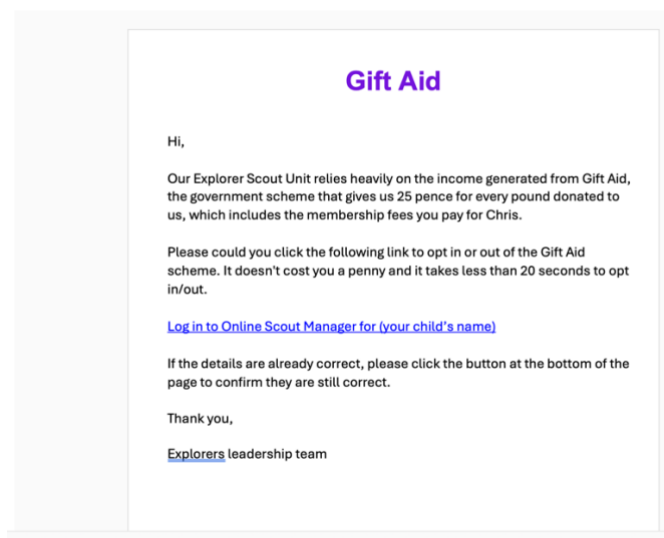 Gift Aid
Hi,
Our Explorer Scout Unit relies heavily on the income generated from Gift Aid,
the government scheme that gives us 25 pence for every pound donated to
us, which includes the membership fees you pay for Chris.
Please could you click the following link to opt in or out of the Gift Aid
scheme. It doesn't cost you a penny and it takes less than 20 seconds to opt
in/out.
Log in to Online Scout Manager for (your child's name)
If the details are already correct, please click the button at the bottom of the
page to confirm they are still correct.
Thank you,
Explorers leadership team